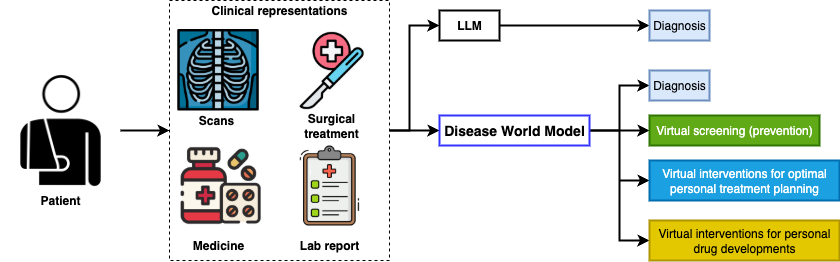 Clinical representations
Scans
Surgical
treatment
Medicine
Lab report
Patient
LLM
Diagnosis
Disease World Model
Diagnosis
Virtual screening (prevention)
Virtual interventions for optimal
personal treatment planning
Virtual interventions for personal
drug developments